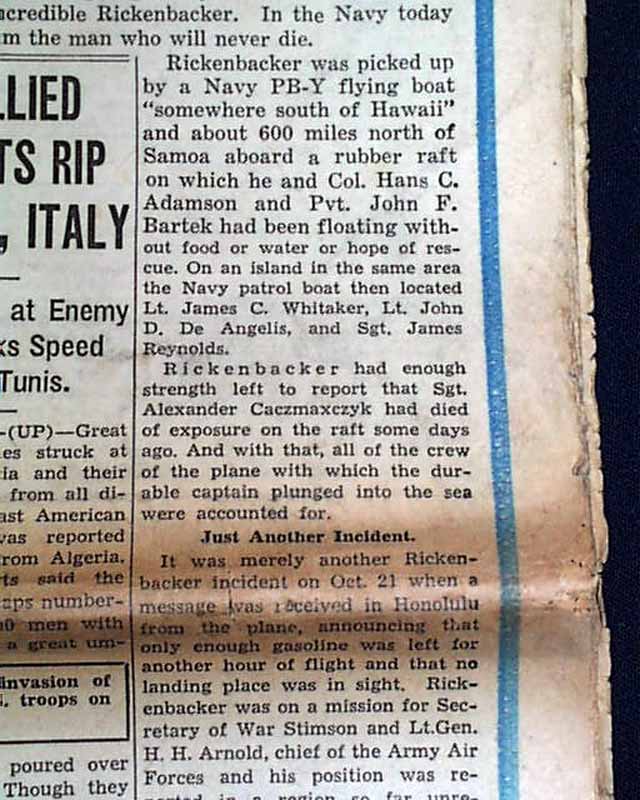 ncredible Rickenbacker. In the Navy today
m the man who will never die.
LLIED
TS RIP
, ITALY
at Enemy
ks Speed
Tunis.
-(UP)—Great
es struck at
ia and their
from all di-
ast American
was reported
rom Algeria.
rts said the
aps number-
00 men with
a great um-
invasion of
. troops on
poured over
Though they
Rickenbacker was picked up
by a Navy PB-Y flying boat
“somewhere south of Hawaii”
and about 600 miles north of
Samoa aboard a rubber raft
on which he and Col. Hans C.
Adamson and Pvt. John F.
Bartek had been floating with-
out food or water or hope of res-
cue. On an island in the same area
the Navy patrol boat then located
Lt. James C. Whitaker, Lt. John
D. De Angelis, and Sgt. James
Reynolds.
Rickenbacker had enough
strength left to report that Sgt.
Alexander Caczmaxczyk had died
of exposure on the raft some days
ago. And with that, all of the crew
of the plane with which the dur-
able captain plunged into the sea
were accounted for.
Just Another Incident.
It was merely another Ricken-
backer incident on Oct. 21 when a
message was received in Honolulu
from the plane, announcing that
only enough gasoline was left for
another hour of flight and that no
landing place was in sight. Rick-
enbacker was on a mission for Sec-
retary of War Stimson and Lt.Gen.
H. H. Arnold, chief of the Army Air
Forces and his position was re-
ported in a region so far unre-